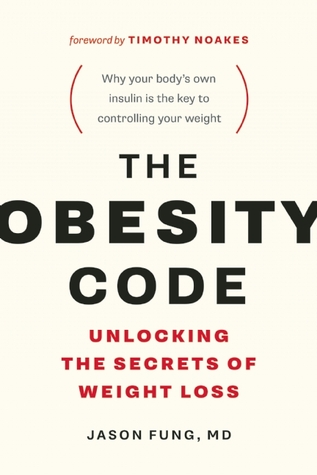 foreword by TIMOTHY NOAKES
Why your body's own
insulin is the key to
controlling your weight
THE
OBESITY
CODE
UNLOCKING
THE SECRETS OF
WEIGHT LOSS
JASON FUNG, MD